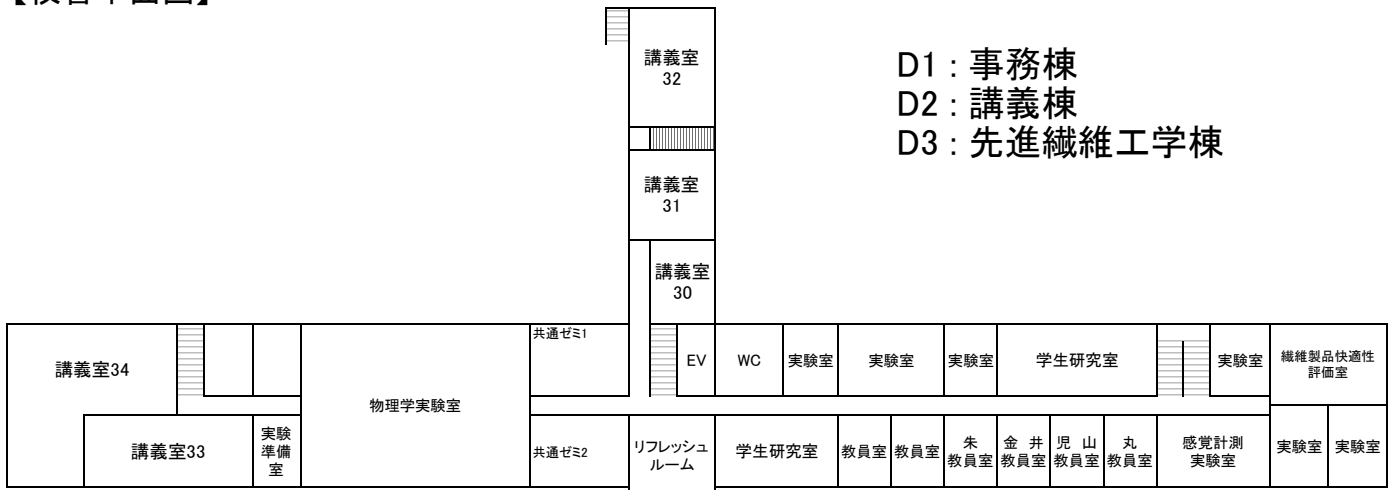 講義室
32
D1：事務棟
D2：講義棟
D3：先進繊維工学棟
講義室
31
講義室
30
共通ゼミ1
講義室34
EV
WC
実験室
実験室
実験室
学生研究室
実験室
繊維製品快適性
評価室
物理学実験室
講義室33
実験
準備
室
共通ゼミ2
リフレッシュ
ルーム
学生研究室
教員室
教員室
朱
教員室
金 井
教員室
児 山
教員室
丸
教員室
感覚計測
実験室
実験室
実験室